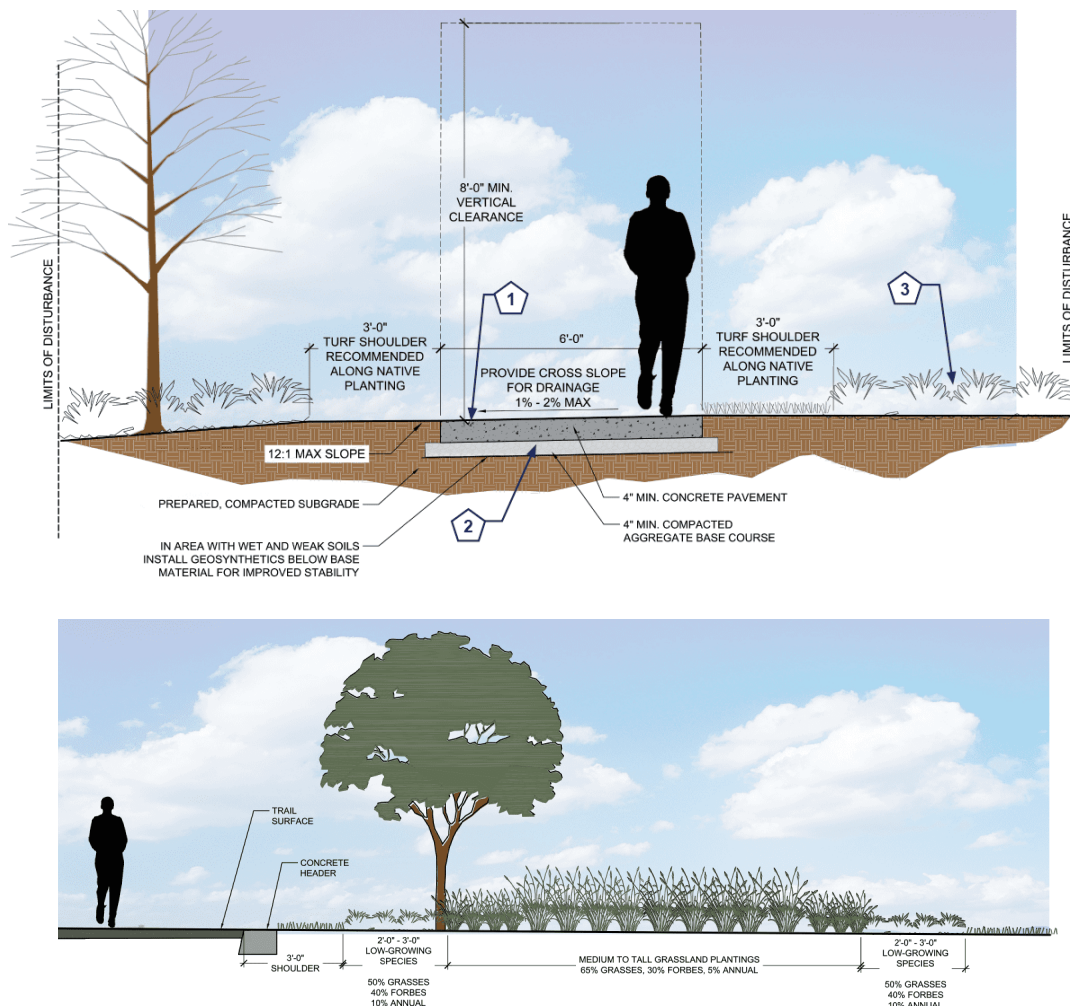 8'-0" MIN.
VERTICAL
CLEARANCE
LIMITS OF DISTURBANCE
LIMITS OF DISTURBANCE
1
3
3'-0"
TURF SHOULDER
RECOMMENDED
ALONG NATIVE
PLANTING
6'-0"
3'-0"
TURF SHOULDER
RECOMMENDED
ALONG NATIVE
PLANTING
PROVIDE CROSS SLOPE
FOR DRAINAGE
1% - 2% MAX
12:1 MAX SLOPE
PREPARED, COMPACTED SUBGRADE
4" MIN. CONCRETE PAVEMENT
2
4" MIN. COMPACTED
AGGREGATE BASE COURSE
IN AREA WITH WET AND WEAK SOILS
INSTALL GEOSYNTHETICS BELOW BASE
MATERIAL FOR IMPROVED STABILITY
TRAIL
SURFACE
CONCRETE
HEADER
3'-0"
SHOULDER
2'-0" - 3'-0"
LOW-GROWING
SPECIES
50% GRASSES
40% FORBES
10% ANNUAL
MEDIUM TO TALL GRASSLAND PLANTINGS
65% GRASSES, 30% FORBES, 5% ANNUAL
2'-0" - 3'-0"
LOW-GROWING
SPECIES
50% GRASSES
40% FORBES
10% ANNUAL